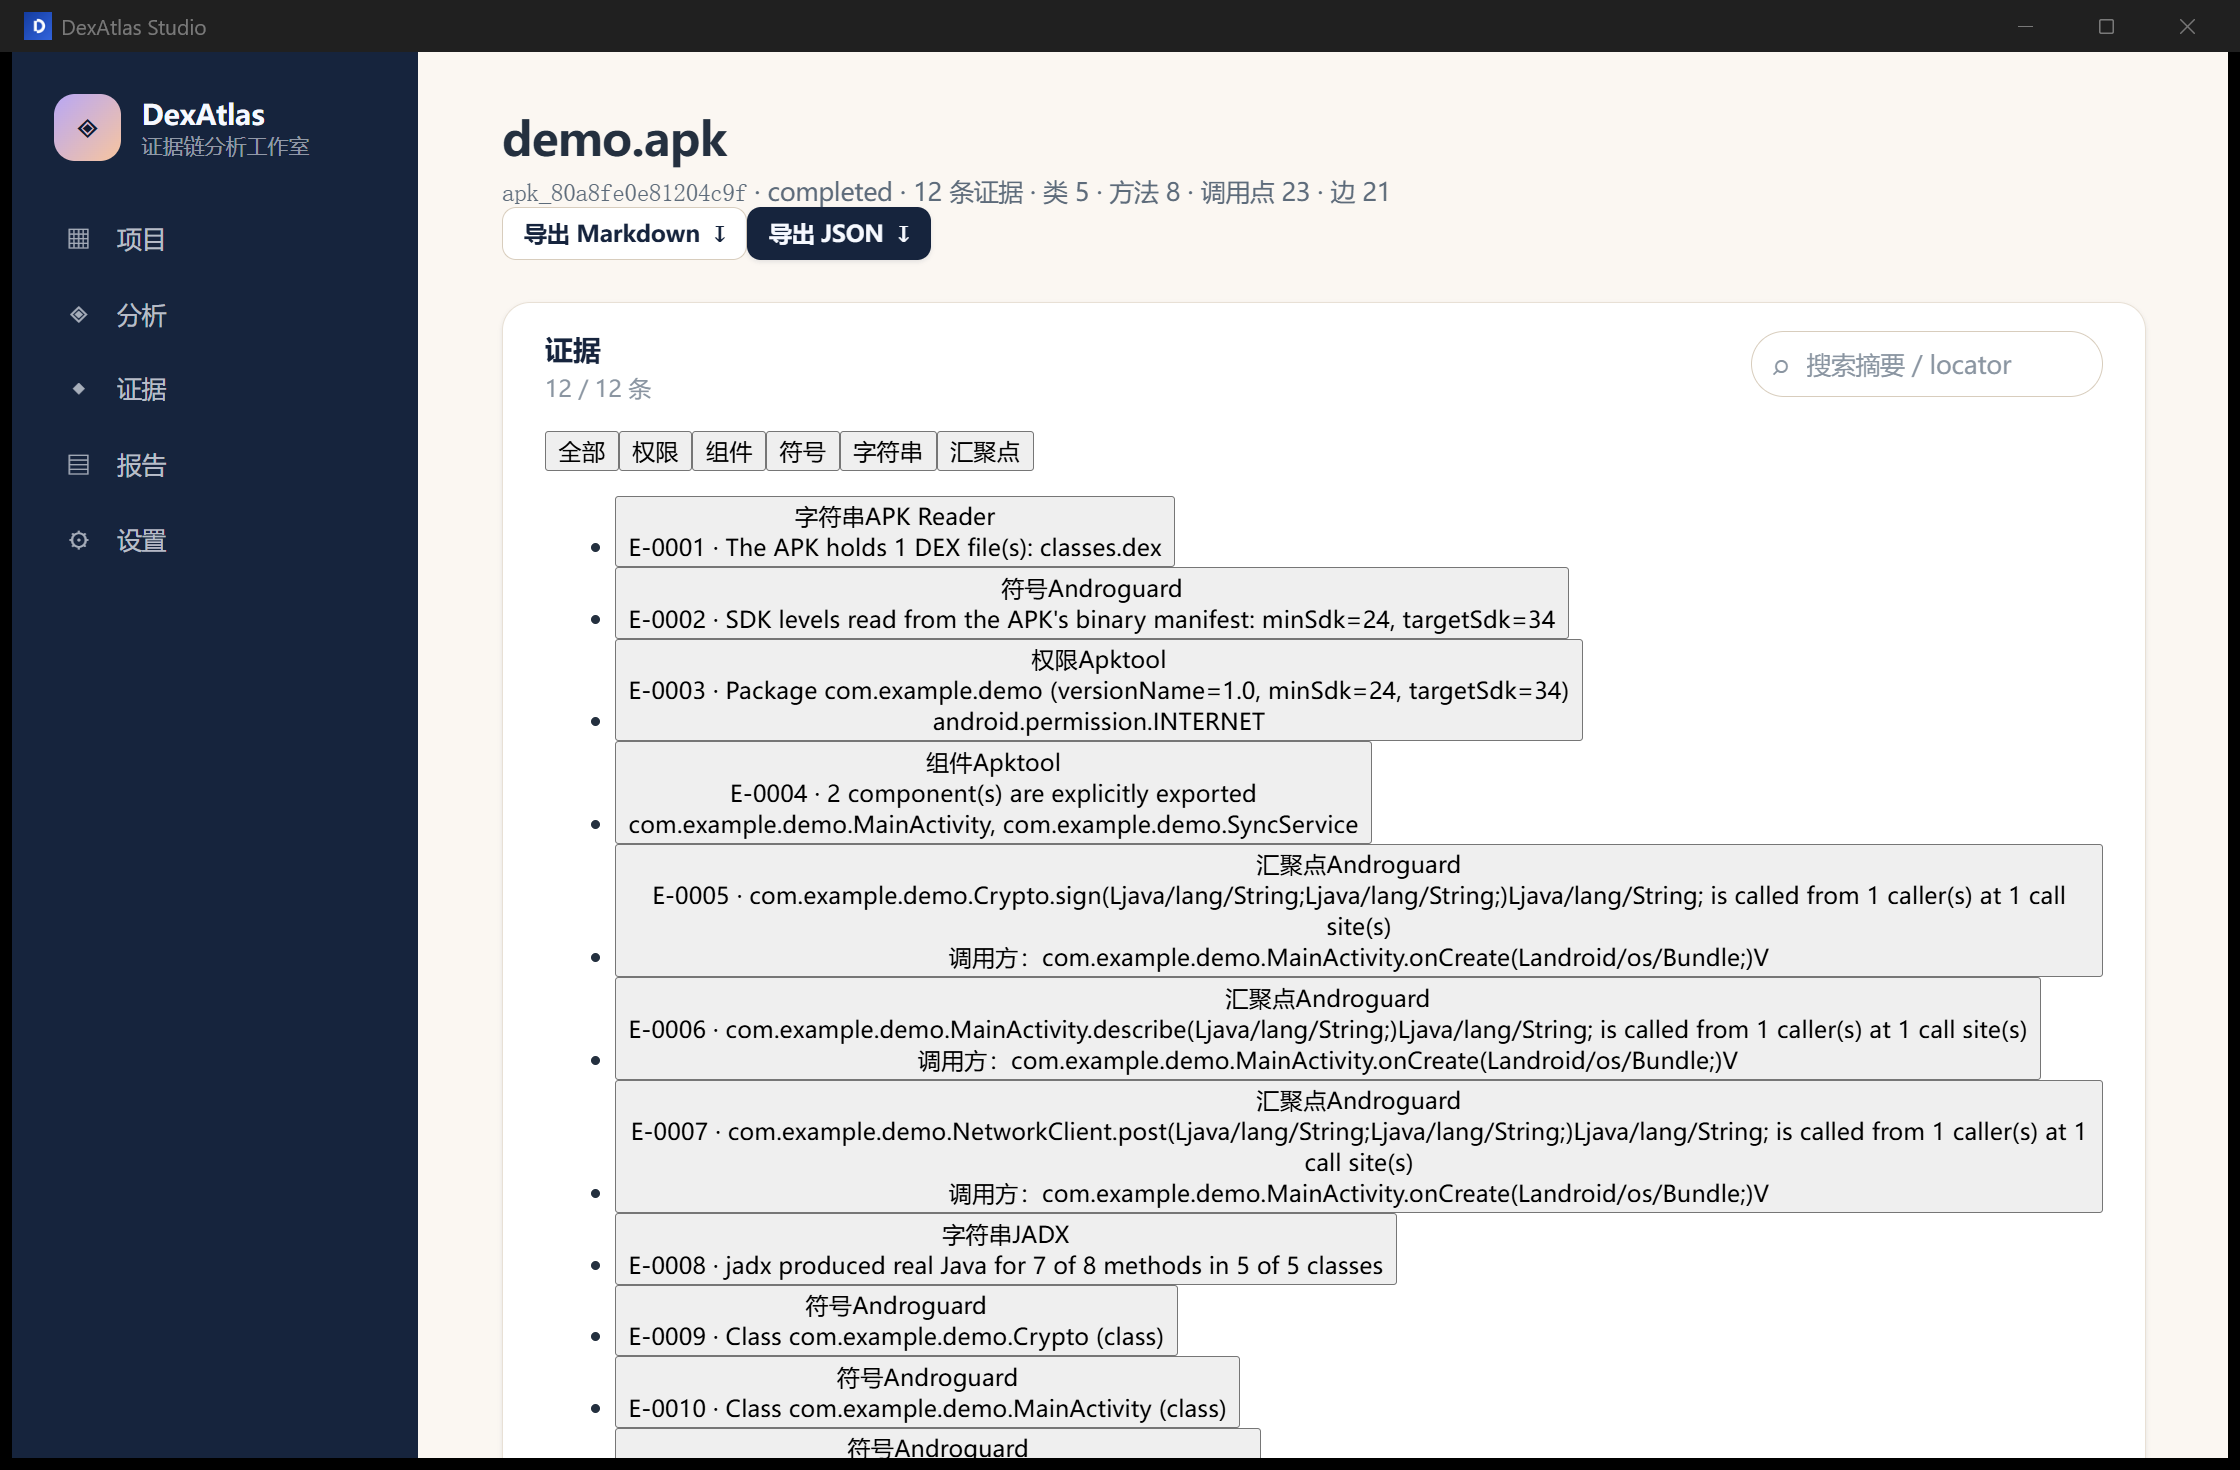 DexAtlas Studio
DexAtlas
证据链分析工作室
项目
分析
证据
报告
设置
demo.apk
apk_80a8fe0e81204c9f · completed · 12 条证据 · 类 5 · 方法 8 · 调用点 23 · 边 21
导出 Markdown ↧ 导出 JSON ↧
证据
12 / 12 条
搜索摘要 / locator
全部 权限 组件 符号 字符串 汇聚点
字符串APK Reader
E-0001 · The APK holds 1 DEX file(s): classes.dex
符号Androguard
E-0002 · SDK levels read from the APK's binary manifest: minSdk=24, targetSdk=34
权限Apktool
E-0003 · Package com.example.demo (versionName=1.0, minSdk=24, targetSdk=34)
android.permission.INTERNET
组件Apktool
E-0004 · 2 component(s) are explicitly exported
com.example.demo.MainActivity, com.example.demo.SyncService
汇聚点Androguard
E-0005 · com.example.demo.Crypto.sign(Ljava/lang/String;Ljava/lang/String;)Ljava/lang/String; is called from 1 caller(s) at 1 call
site(s)
调用方：com.example.demo.MainActivity.onCreate(Landroid/os/Bundle;)V
汇聚点Androguard
E-0006 · com.example.demo.MainActivity.describe(Ljava/lang/String;)Ljava/lang/String; is called from 1 caller(s) at 1 call site(s)
调用方：com.example.demo.MainActivity.onCreate(Landroid/os/Bundle;)V
汇聚点Androguard
E-0007 · com.example.demo.NetworkClient.post(Ljava/lang/String;Ljava/lang/String;)Ljava/lang/String; is called from 1 caller(s) at 1
call site(s)
调用方：com.example.demo.MainActivity.onCreate(Landroid/os/Bundle;)V
字符串JADX
E-0008 · jadx produced real Java for 7 of 8 methods in 5 of 5 classes
符号Androguard
E-0009 · Class com.example.demo.Crypto (class)
符号Androguard
E-0010 · Class com.example.demo.MainActivity (class)
符号Androguard